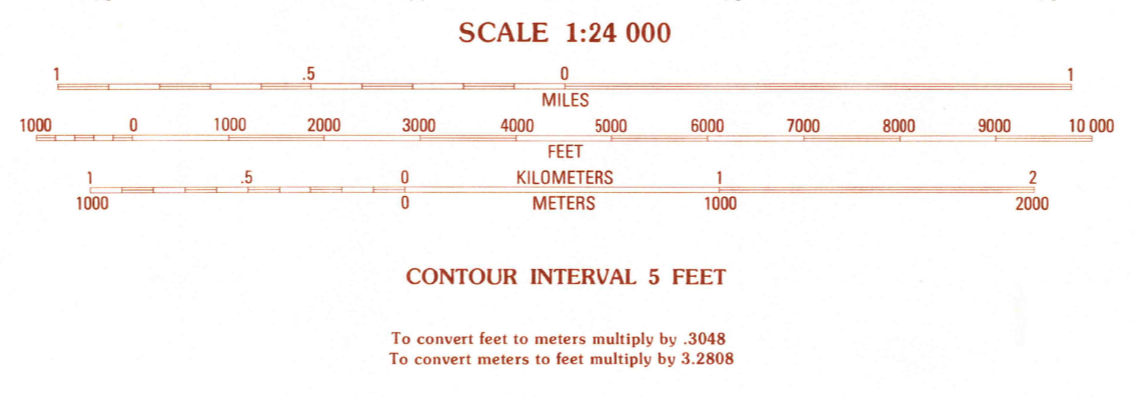 SCALE 1:24 000
1 .5 0 1
MILES
1000 0 1000 2000 3000 4000 5000 6000 7000 8000 9000 10 000
FEET
1 .5 0 KILOMETERS 1 2
1000 0 METERS 1000 2000
CONTOUR INTERVAL 5 FEET
To convert feet to meters multiply by .3048
To convert meters to feet multiply by 3.2808